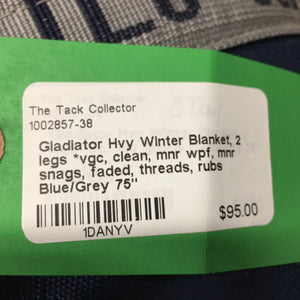 The Tack Collector
1002857-38
Gladiator Hvy Winter Blanket, 2
legs *vgc, clean, mnr wpf, mnr
snags, faded, threads, rubs
Blue/Grey 75"
$95.00
1DANYV